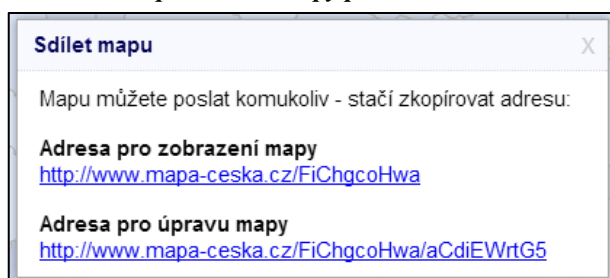 Sdílet mapu X
Mapu můžete poslat komukoliv - stačí zkopírovat adresu:
Adresa pro zobrazení mapy
http://www.mapa-ceska.cz/FiChgcoHwa
Adresa pro úpravu mapy
http://www.mapa-ceska.cz/FiChgcoHwa/aCdiEWrtG5